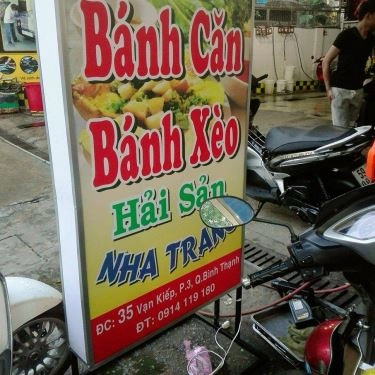 Bánh Căn
Bánh Xèo
Hải Sản
NHA TRANG
ĐC: 35 Vạn Kiếp, P.3, Q.Bình Thạnh
ĐT: 0914 119 180